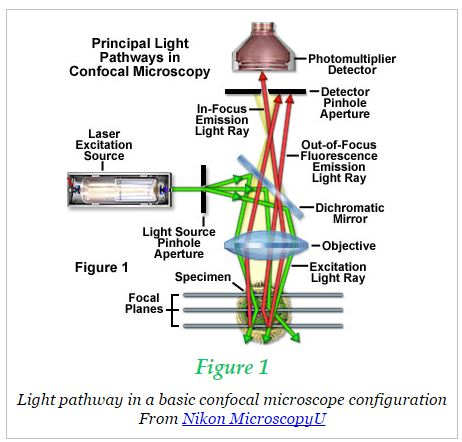 Principal Light
Pathways in
Confocal Microscopy
Photomultiplier
Detector
Detector
Pinhole
Aperture
In-Focus
Emission
Light Ray
Laser
Excitation
Source
Out-of-Focus
Fluorescence
Emission
Light Ray
Dichromatic
Mirror
Light Source
Pinhole
Aperture
Objective
Figure 1
Excitation
Light Ray
Specimen
Focal
Planes
Figure 1
Light pathway in a basic confocal microscope configuration
From Nikon MicroscopyU